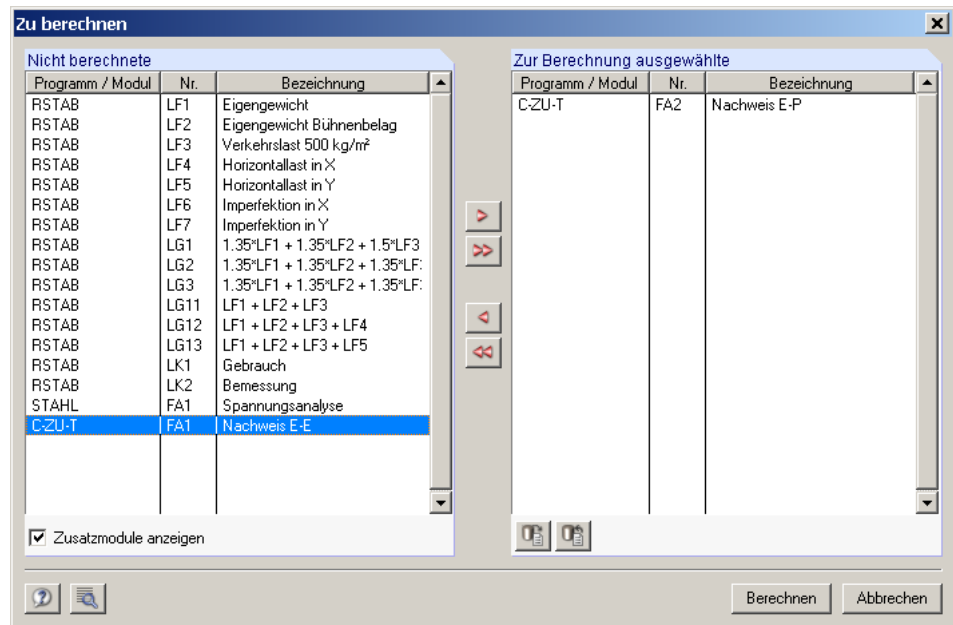 Zu berechnen
Nicht berechnete
Programm / Modul Nr. Bezeichnung
RSTAB LF1 Eigengewicht
RSTAB LF2 Eigengewicht Bühnenbelag
RSTAB LF3 Verkehrslast 500 kg/m²
RSTAB LF4 Horizontallast in X
RSTAB LF5 Horizontallast in Y
RSTAB LF6 Imperfektion in X
RSTAB LF7 Imperfektion in Y
RSTAB LG1 1.35*LF1 + 1.35*LF2 + 1.5*LF3
RSTAB LG2 1.35*LF1 + 1.35*LF2 + 1.35*LF
RSTAB LG3 1.35*LF1 + 1.35*LF2 + 1.35*LF
RSTAB LG11 LF1 + LF2 + LF3
RSTAB LG12 LF1 + LF2 + LF3 + LF4
RSTAB LG13 LF1 + LF2 + LF3 + LF5
RSTAB LK1 Gebrauch
RSTAB LK2 Bemessung
STAHL FA1 Spannungsanalyse
C-ZU-T FA1 Nachweis E-E
Zusatzmodule anzeigen
Zur Berechnung ausgewählte
Programm / Modul Nr. Bezeichnung
C-ZU-T FA2 Nachweis E-P
Berechnen Abbrechen